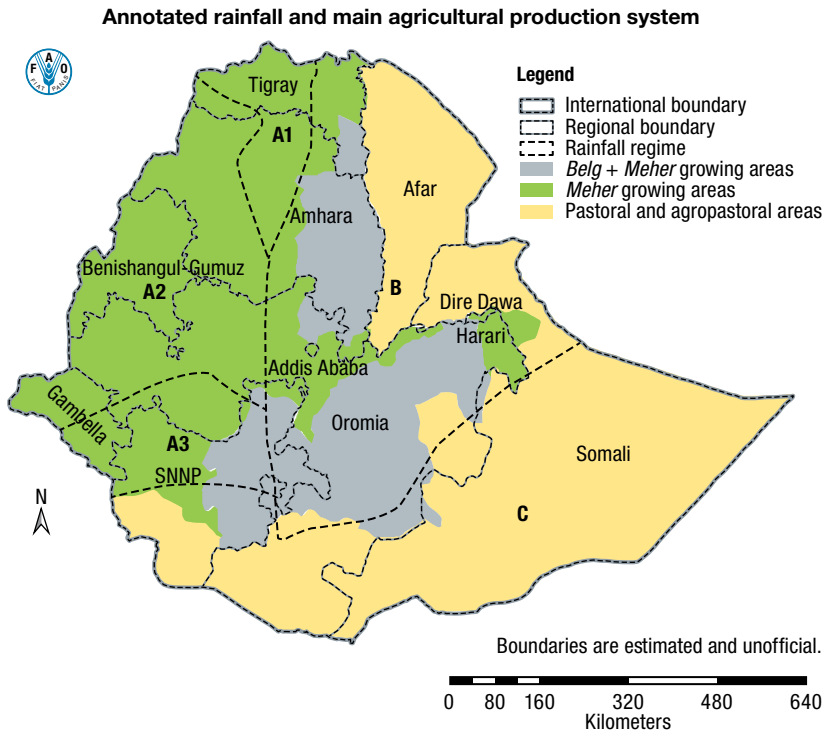 Annotated rainfall and main agricultural production system
F A O
FIAT PANIS
Legend
International boundary
Regional boundary
Rainfall regime
Belg + Meher growing areas
Meher growing areas
Pastoral and agropastoral areas
Tigray
A1
Afar
Amhara
Benishangul-Gumuz
A2
B
Dire Dawa
Harari
Addis Ababa
Gambella
Oromia
A3
Somali
SNNP
N
C
Boundaries are estimated and unofficial.
0 80 160 320 480 640
Kilometers